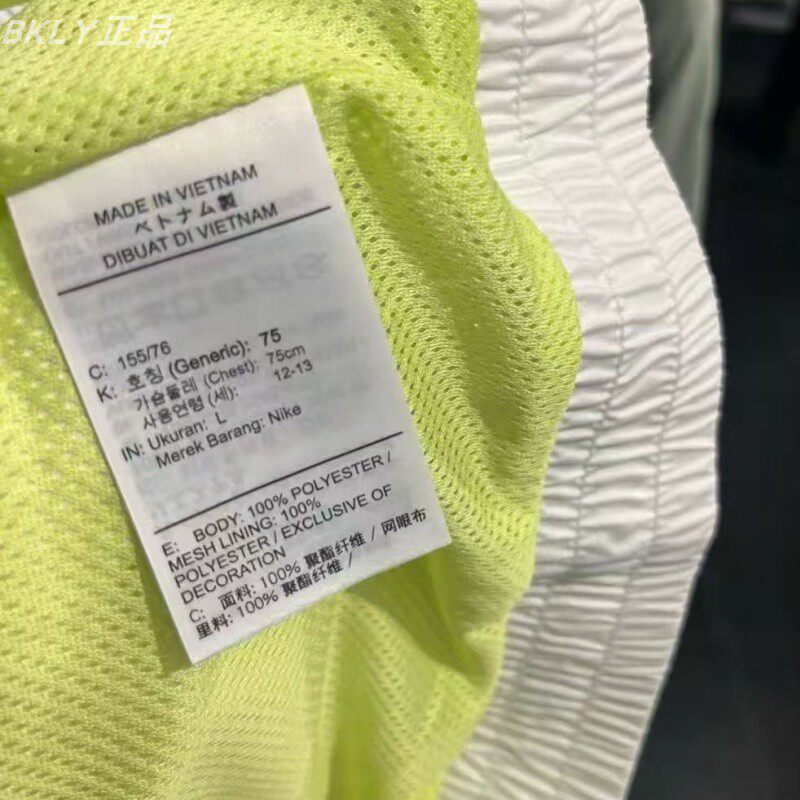 BKLY正品
MADE IN VIETNAM
ベトナム製
DIBUAT DI VIETNAM
C: 155/76
K: 호칭 (Generic): 75
가슴둘레 (Chest): 75cm
사용연령 (세): 12-13
IN: Ukuran: L
Merek Barang: Nike
E: BODY: 100% POLYESTER /
MESH LINING: 100%
POLYESTER / EXCLUSIVE OF
DECORATION
C: 面料: 100% 聚酯纤维 / 网眼布
里料: 100% 聚酯纤维 /